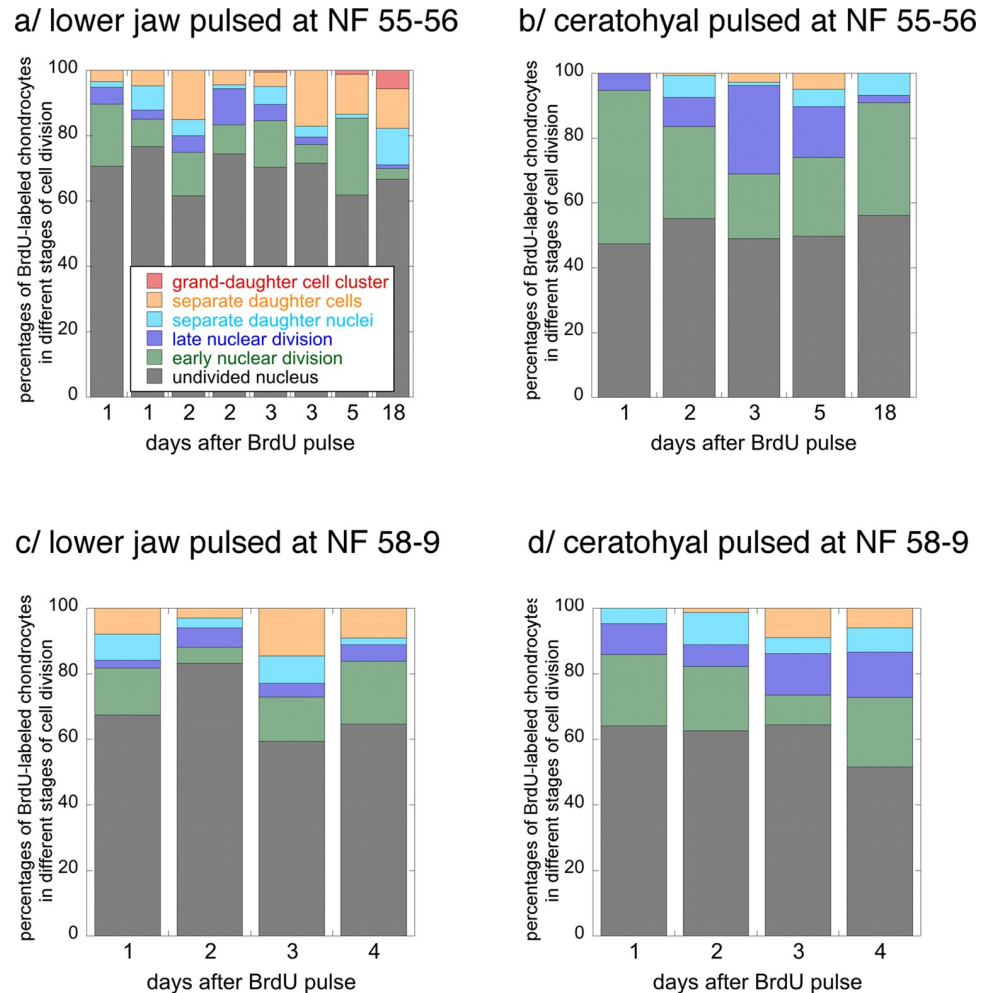 a/ lower jaw pulsed at NF 55-56
percentages of BrdU-labeled chondrocytes
in different stages of cell division
100
80
60
40
20
0
grand-daughter cell cluster
separate daughter cells
separate daughter nuclei
late nuclear division
early nuclear division
undivided nucleus
1 1 2 2 3 3 5 18
days after BrdU pulse
b/ ceratohyal pulsed at NF 55-56
percentages of BrdU-labeled chondrocytes
in different stages of cell division
100
80
60
40
20
0
1 2 3 5 18
days after BrdU pulse
c/ lower jaw pulsed at NF 58-9
percentages of BrdU-labeled chondrocytes
in different stages of cell division
100
80
60
40
20
0
1 2 3 4
days after BrdU pulse
d/ ceratohyal pulsed at NF 58-9
percentages of BrdU-labeled chondrocytes
in different stages of cell division
100
80
60
40
20
0
1 2 3 4
days after BrdU pulse